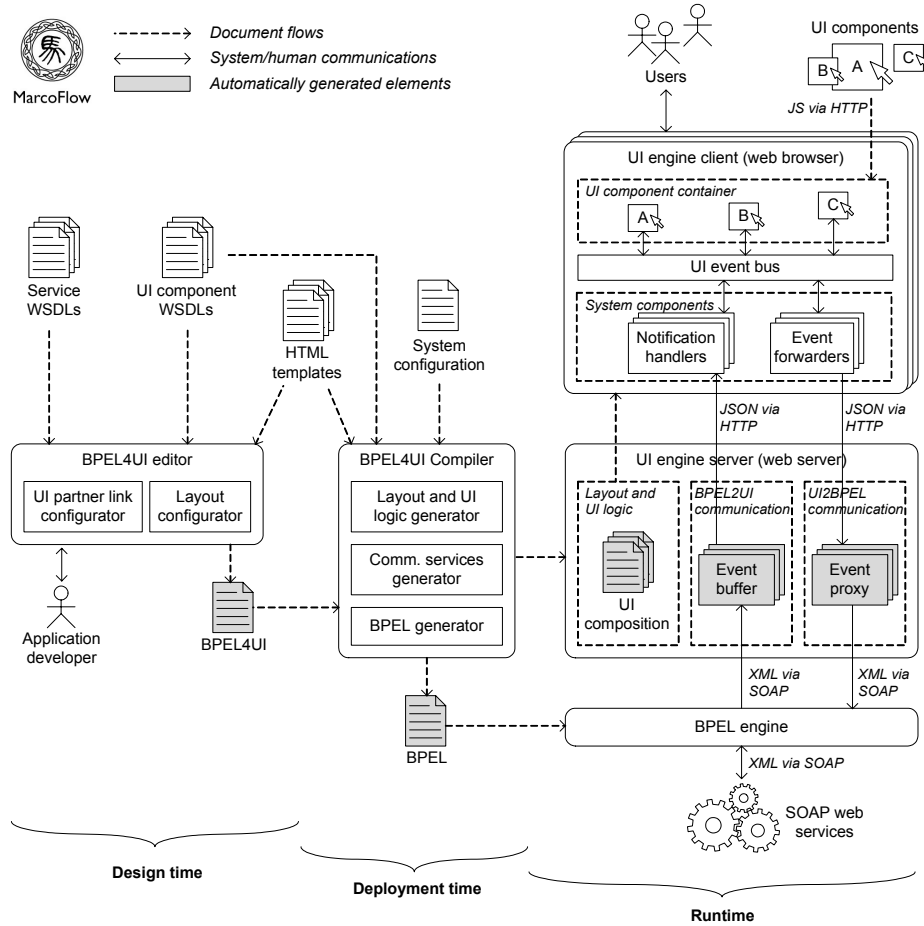 馬
MarcoFlow
Document flows
System/human communications
Automatically generated elements
Users
UI components
B
A
C
JS via HTTP
UI engine client (web browser)
UI component container
A
B
C
UI event bus
System components
Notification
handlers
Event
forwarders
JSON via
HTTP
JSON via
HTTP
Service
WSDLs
UI component
WSDLs
HTML
templates
System
configuration
BPEL4UI editor
UI partner link
configurator
Layout
configurator
Application
developer
BPEL4UI
BPEL4UI Compiler
Layout and UI
logic generator
Comm. services
generator
BPEL generator
BPEL
UI engine server (web server)
Layout and
UI logic
UI
composition
BPEL2UI
communication
Event
buffer
UI2BPEL
communication
Event
proxy
XML via
SOAP
XML via
SOAP
BPEL engine
XML via SOAP
SOAP web
services
Design time
Deployment time
Runtime